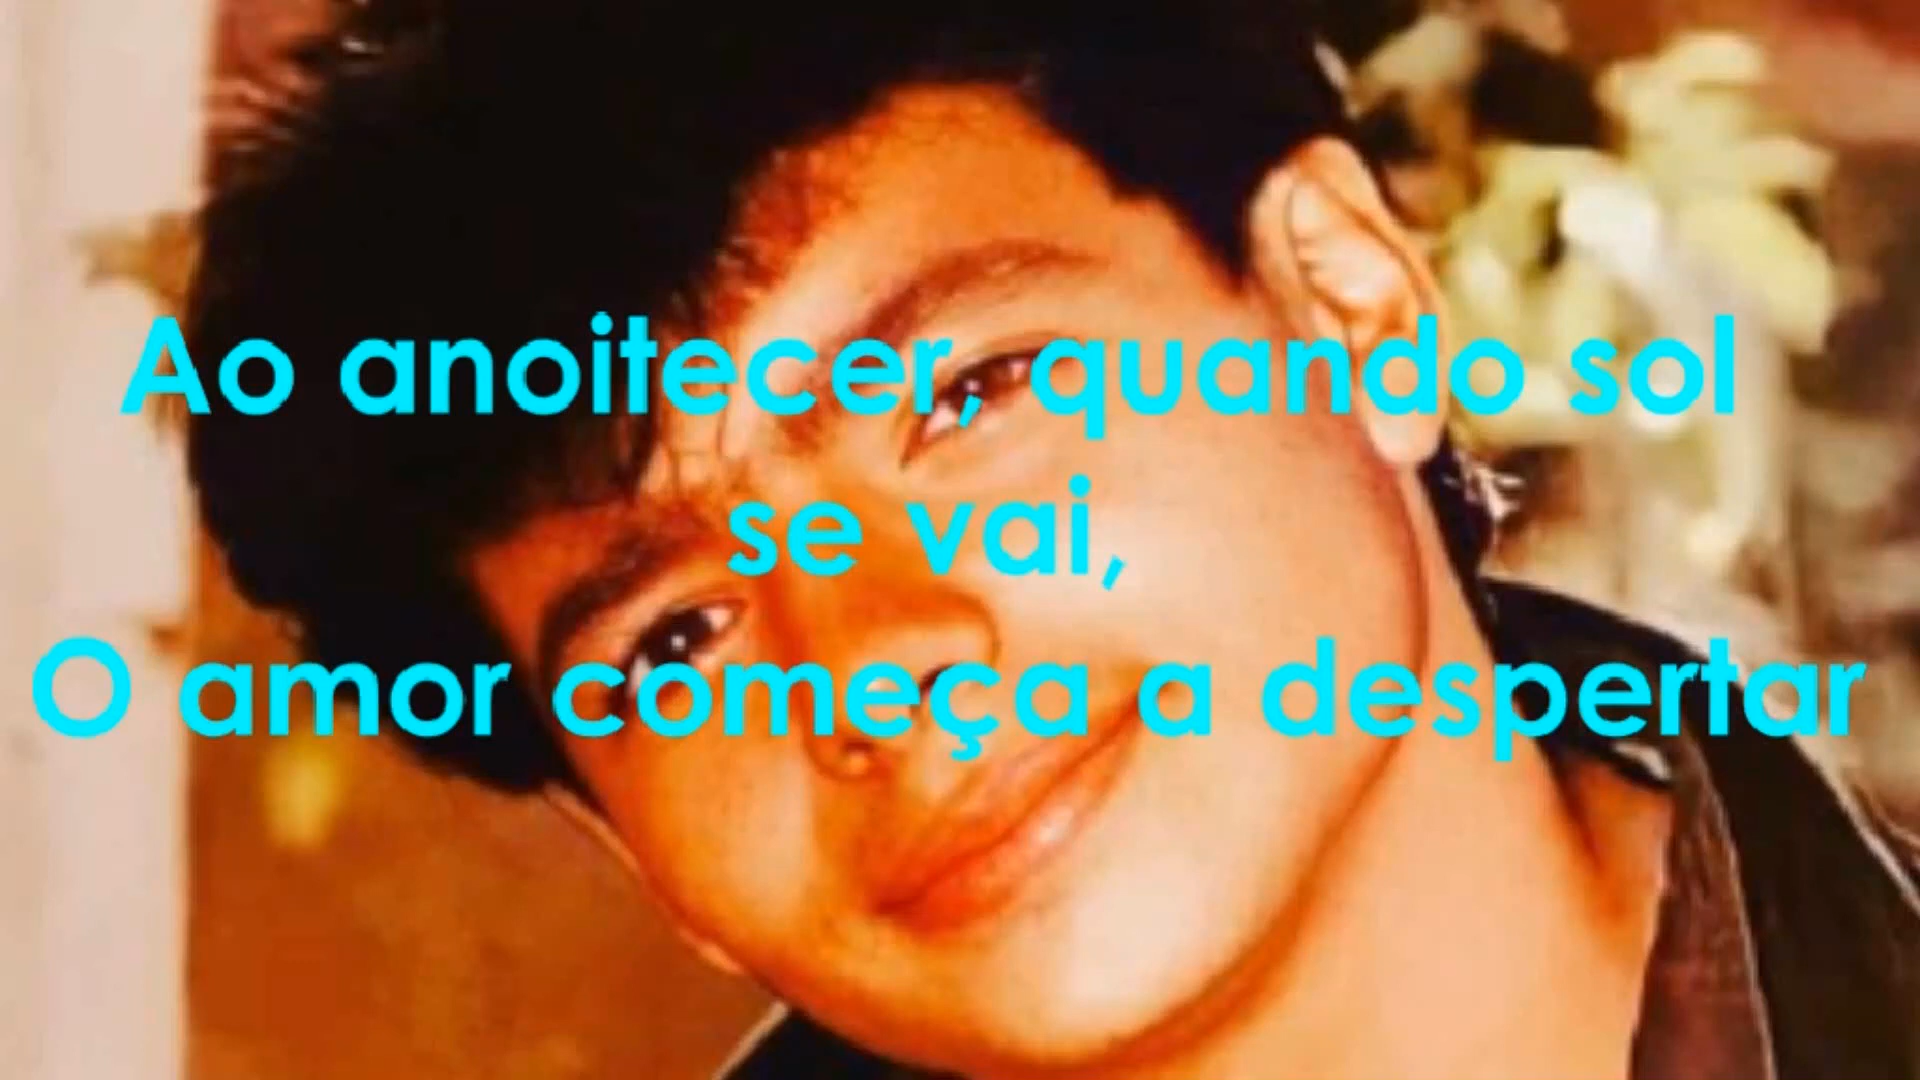 Ao anoitecer, quando sol
se vai,
O amor começa a despertar